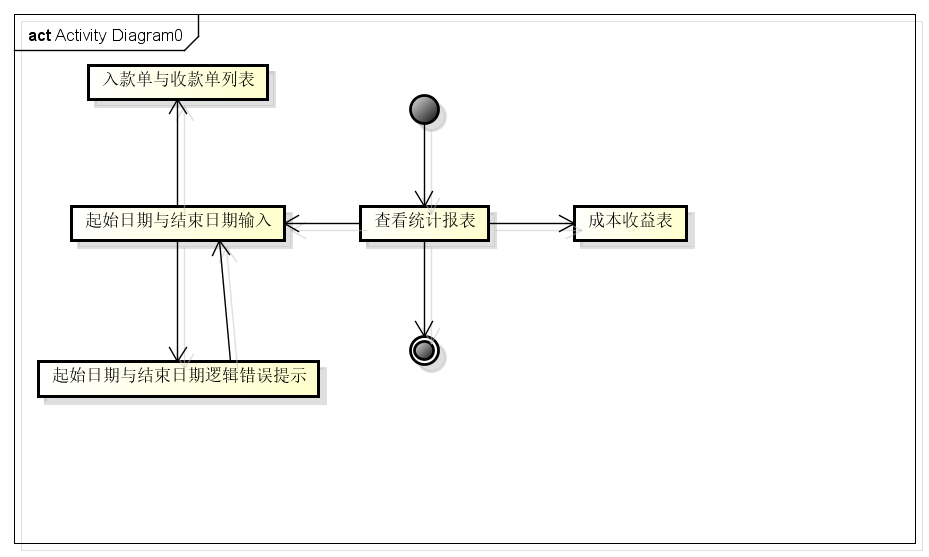 act Activity Diagram0
入款单与收款单列表
起始日期与结束日期输入
查看统计报表
成本收益表
起始日期与结束日期逻辑错误提示